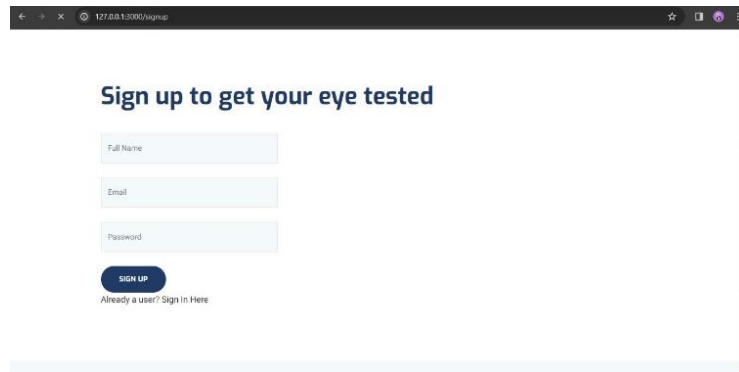 127.0.0.1:3000/signup
Sign up to get your eye tested
Full Name
Email
Password
SIGN UP
Already a user? Sign In Here